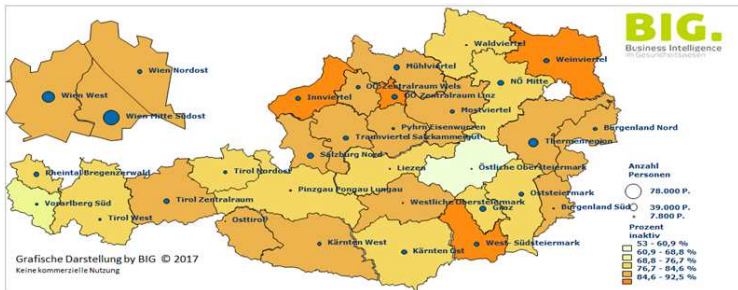 BIG.
Business Intelligence
im Gesundheitswesen
Waldviertel
Weinviertel
Mühlviertel
Wien Nordost
OÖ Zentralraum Wels
NÖ Mitte
Wien West
Innviertel
OÖ Zentralraum Linz
Mostviertel
Wien Mitte Südost
Pyhrn Eisenwurzen
Burgenland Nord
Traunviertel Salzkammergut
Thermenregion
Salzburg Nord
Anzahl
Personen
Rheintal Bregenzerwald
Tirol Nordost
Liezen
Östliche Obersteiermark
78.000 P.
Pinzgau Pongau Lungau
Oststeiermark
Vorarlberg Süd
Tirol Zentralraum
Westliche Obersteiermark
39.000 P.
Graz
Burgenland Süd
7.800 P.
Tirol West
Osttirol
Prozent
inaktiv
Kärnten West
West- Südsteiermark
53 - 60,9 %
Kärnten Ost
60,9 - 68,8 %
Grafische Darstellung by BIG © 2017
68,8 - 76,7 %
Keine kommerzielle Nutzung
76,7 - 84,6 %
84,6 - 92,5 %